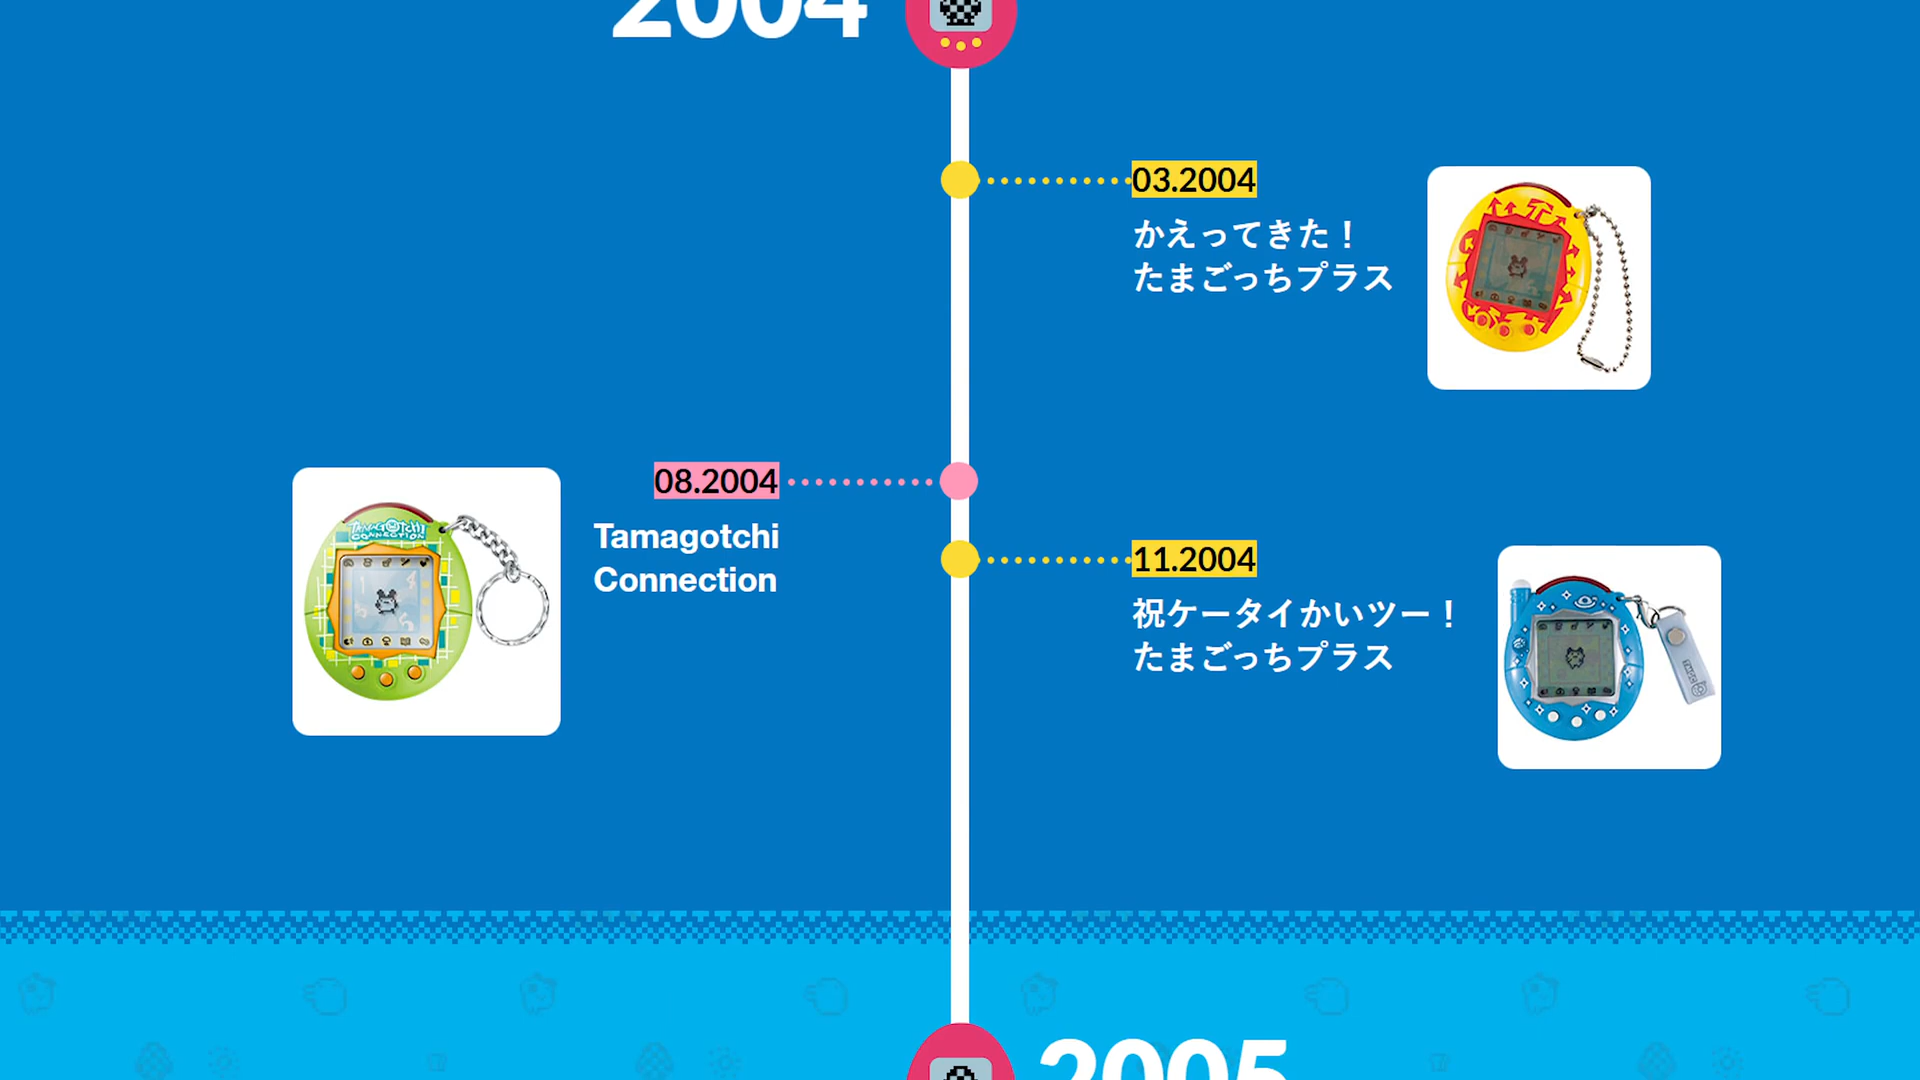 2004
03.2004
かえってきた！
たまごっちプラス
08.2004
Tamagotchi
Connection
TAMAGOTCHI
CONNECTION
11.2004
祝ケータイかいツー！
たまごっちプラス
2005